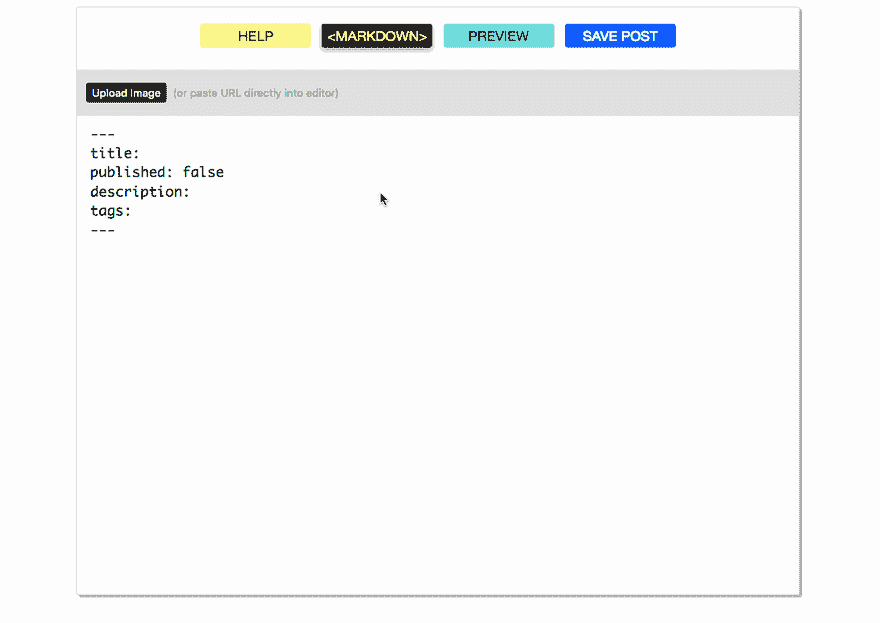 HELP <MARKDOWN> PREVIEW SAVE POST
Upload Image (or paste URL directly into editor)
---
title:
published: false
description:
tags:
---